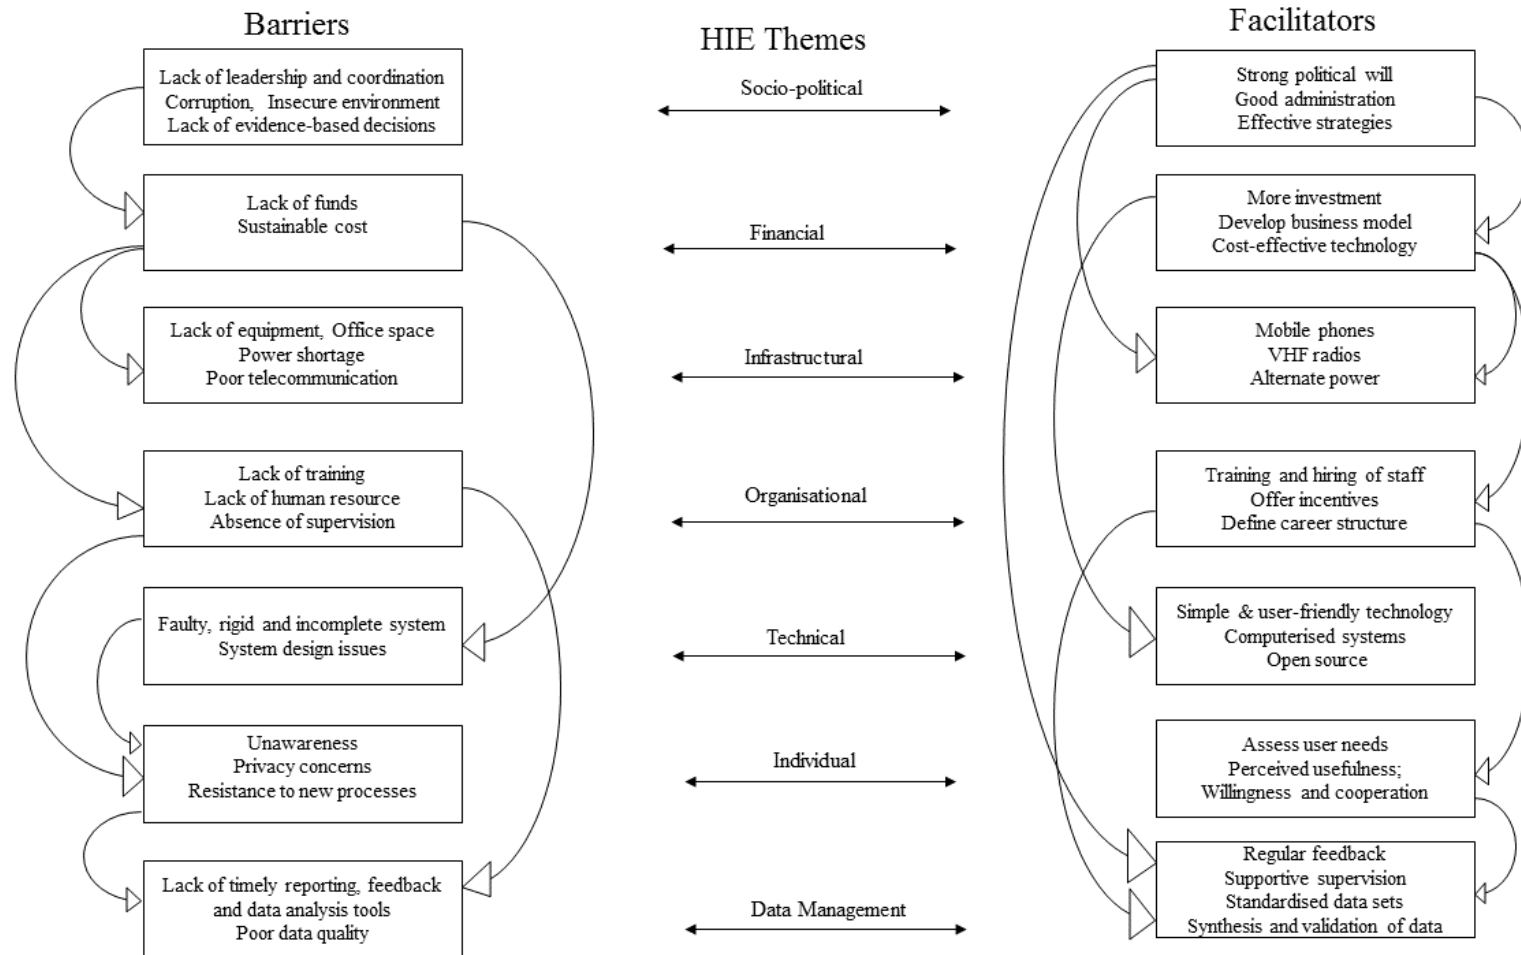 Barriers
HIE Themes
Facilitators
Lack of leadership and coordination
Corruption, Insecure environment
Lack of evidence-based decisions
Socio-political
Strong political will
Good administration
Effective strategies
Lack of funds
Sustainable cost
Financial
More investment
Develop business model
Cost-effective technology
Lack of equipment, Office space
Power shortage
Poor telecommunication
Infrastructural
Mobile phones
VHF radios
Alternate power
Lack of training
Lack of human resource
Absence of supervision
Organisational
Training and hiring of staff
Offer incentives
Define career structure
Faulty, rigid and incomplete system
System design issues
Technical
Simple & user-friendly technology
Computerised systems
Open source
Unawareness
Privacy concerns
Resistance to new processes
Individual
Assess user needs
Perceived usefulness;
Willingness and cooperation
Lack of timely reporting, feedback
and data analysis tools
Poor data quality
Data Management
Regular feedback
Supportive supervision
Standardised data sets
Synthesis and validation of data